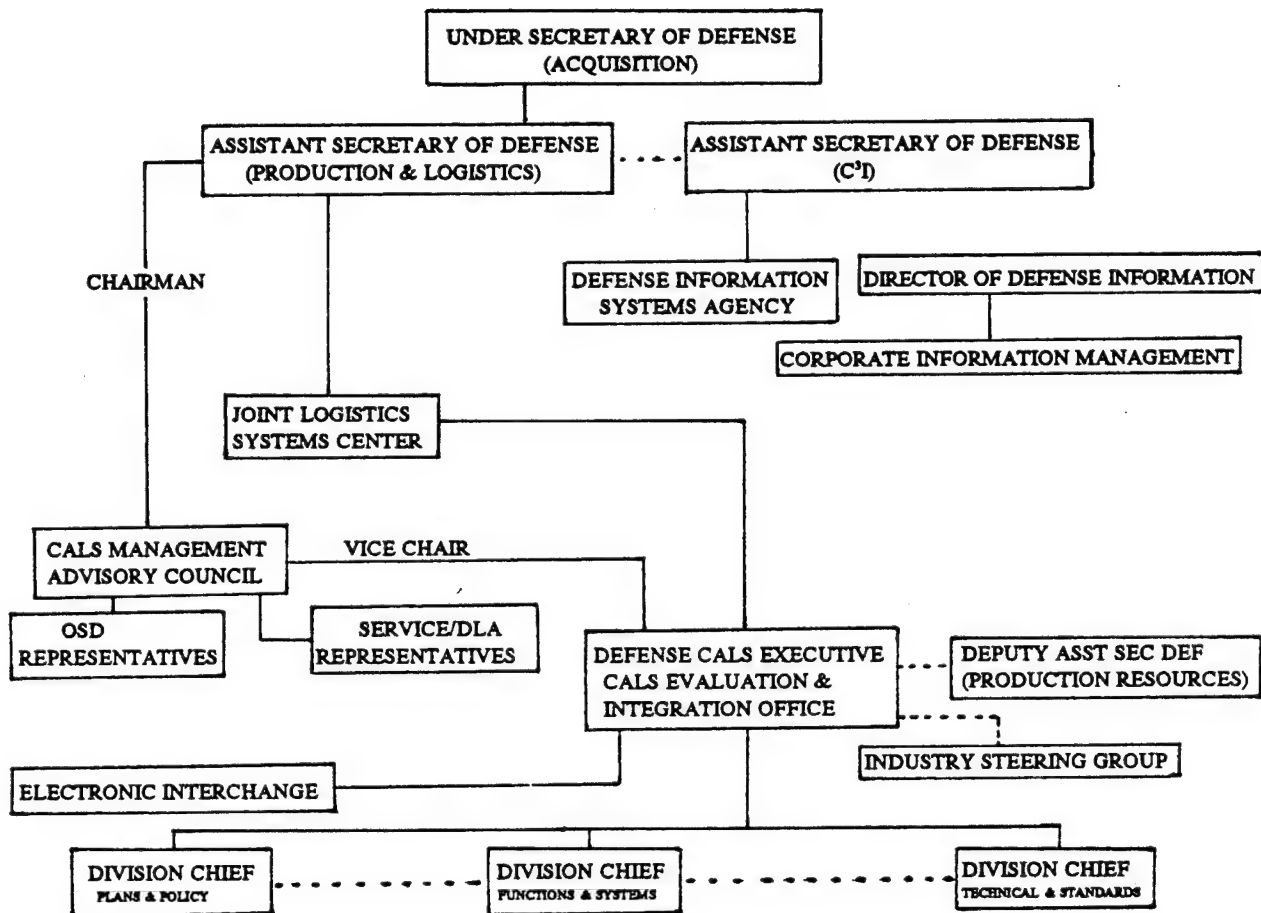 UNDER SECRETARY OF DEFENSE
(ACQUISITION)
ASSISTANT SECRETARY OF DEFENSE
(PRODUCTION & LOGISTICS)
ASSISTANT SECRETARY OF DEFENSE
(C³I)
CHAIRMAN
DEFENSE INFORMATION
SYSTEMS AGENCY
DIRECTOR OF DEFENSE INFORMATION
CORPORATE INFORMATION MANAGEMENT
JOINT LOGISTICS
SYSTEMS CENTER
CALS MANAGEMENT
ADVISORY COUNCIL
VICE CHAIR
OSD
REPRESENTATIVES
SERVICE/DLA
REPRESENTATIVES
DEFENSE CALS EXECUTIVE
CALS EVALUATION &
INTEGRATION OFFICE
DEPUTY ASST SEC DEF
(PRODUCTION RESOURCES)
INDUSTRY STEERING GROUP
ELECTRONIC INTERCHANGE
DIVISION CHIEF
PLANS & POLICY
DIVISION CHIEF
FUNCTIONS & SYSTEMS
DIVISION CHIEF
TECHNICAL & STANDARDS